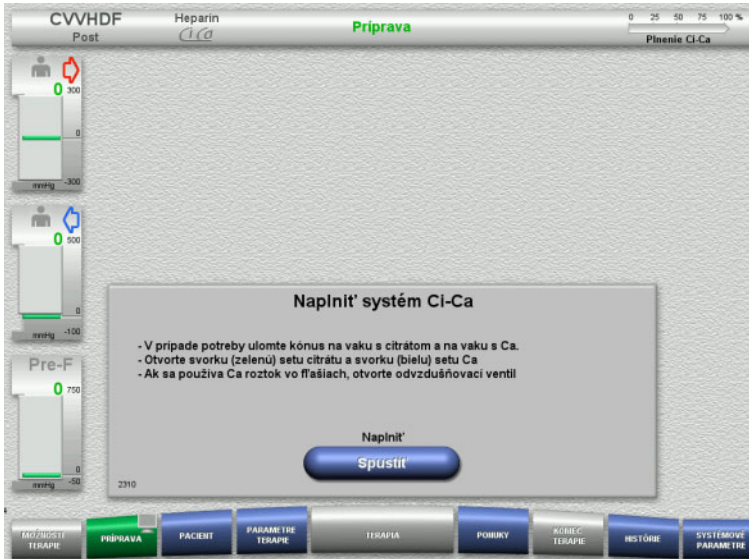 CVVHDF
Post
Heparin
Ci Ca
Príprava
0 25 50 75 100 %
Plnenie Ci-Ca
0
300
0
mmHg -300
0
500
0
mmHg -100
Pre-F
0
750
0
mmHg -50
Naplniť systém Ci-Ca
- V prípade potreby ulomte kónus na vaku s citrátom a na vaku s Ca.
- Otvorte svorku (zelenú) setu citrátu a svorku (bielu) setu Ca
- Ak sa používa Ca roztok vo fľašiach, otvorte odvzdušňovací ventil
Naplniť
Spustiť
2310
MOŽNOSTI
TERAPIE
PRÍPRAVA
PACIENT
PARAMETRE
TERAPIE
TERAPIA
PONUKY
KONIEC
TERAPIE
HISTÓRIE
SYSTÉMOVÉ
PARAMETRE